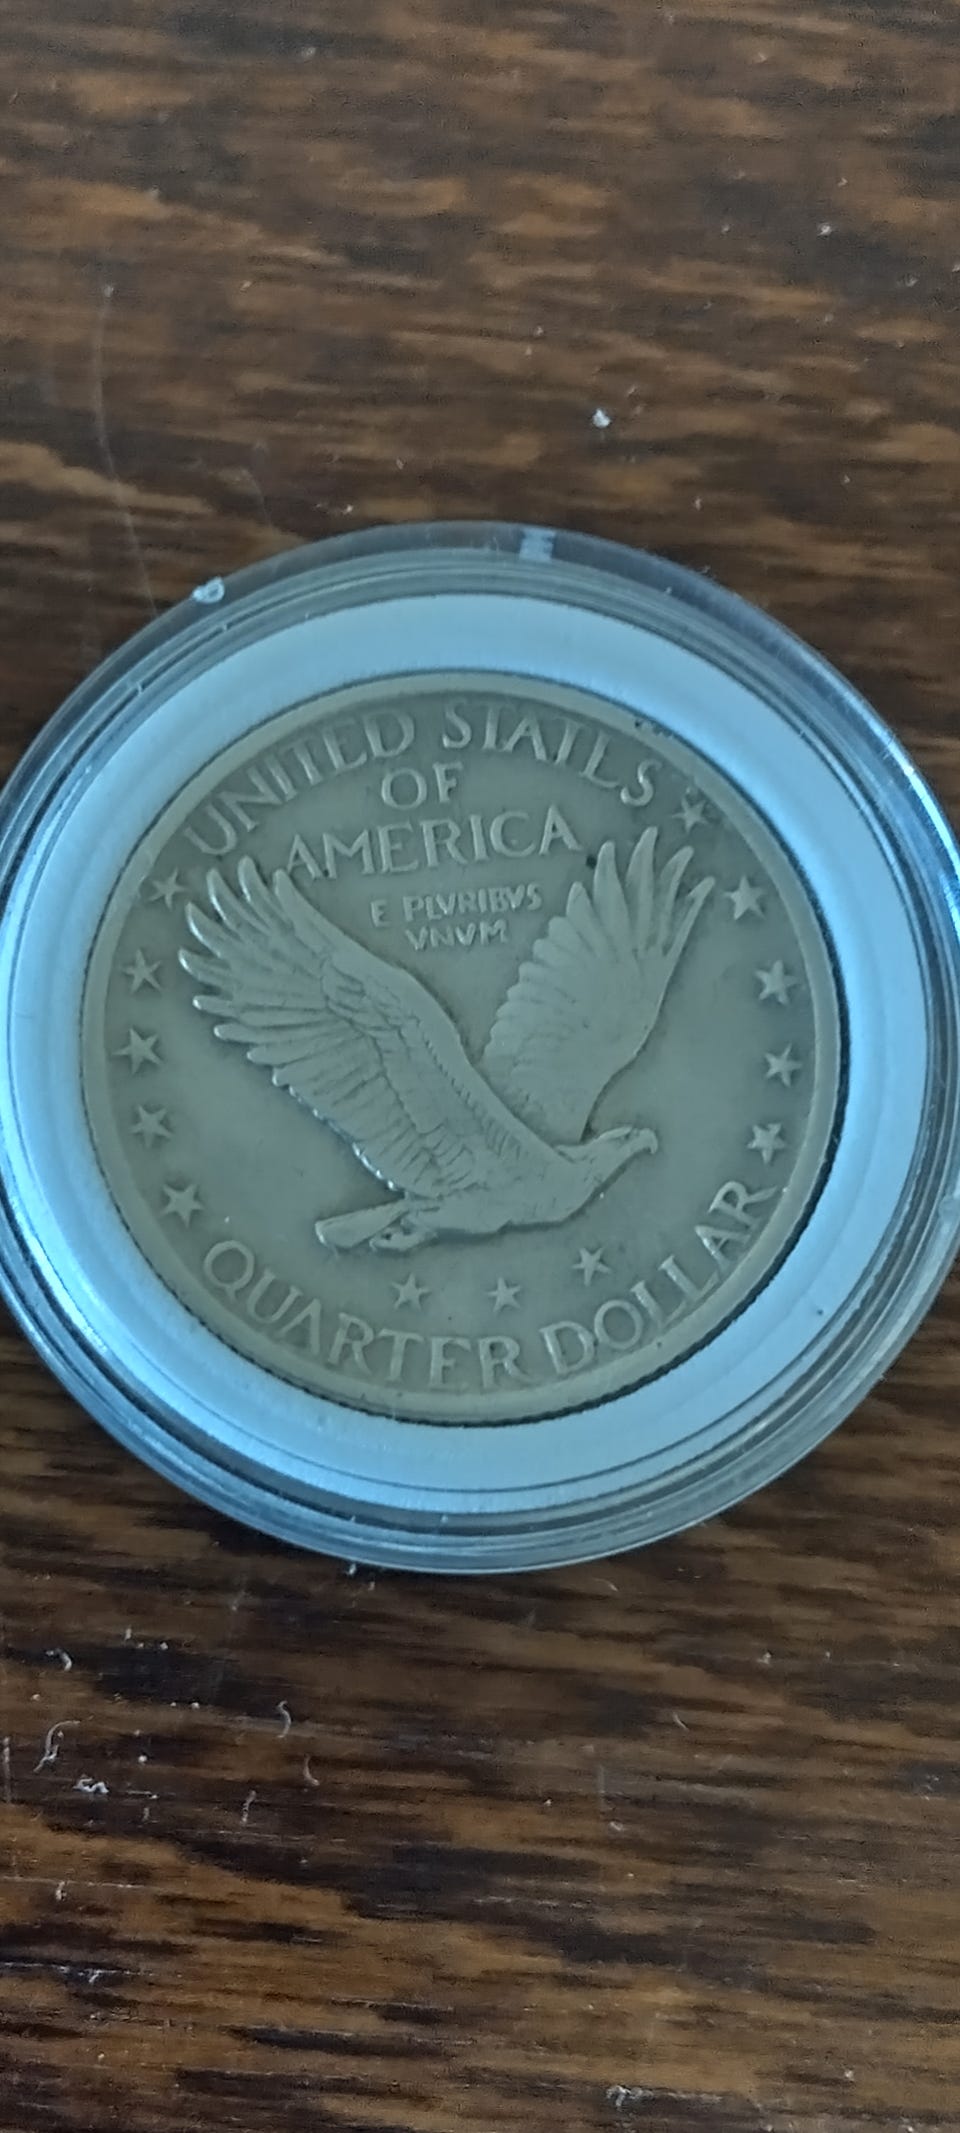 UNITED STATES
OF
AMERICA
E PLVRIBVS
VNVM
QUARTER DOLLAR